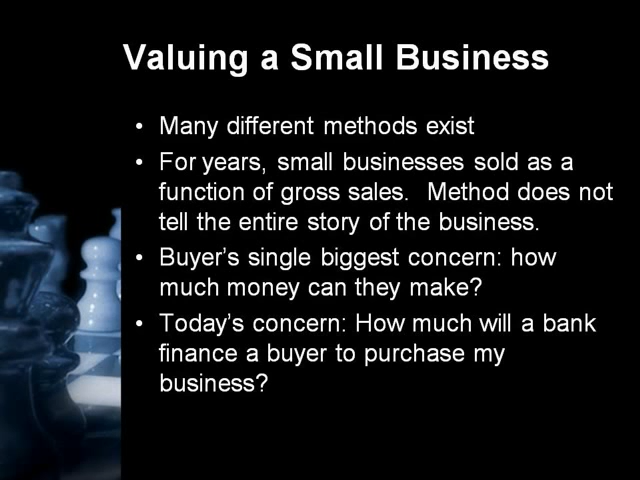 Valuing a Small Business
• Many different methods exist
• For years, small businesses sold as a
function of gross sales.  Method does not
tell the entire story of the business.
• Buyer’s single biggest concern: how
much money can they make?
• Today’s concern: How much will a bank
finance a buyer to purchase my
business?